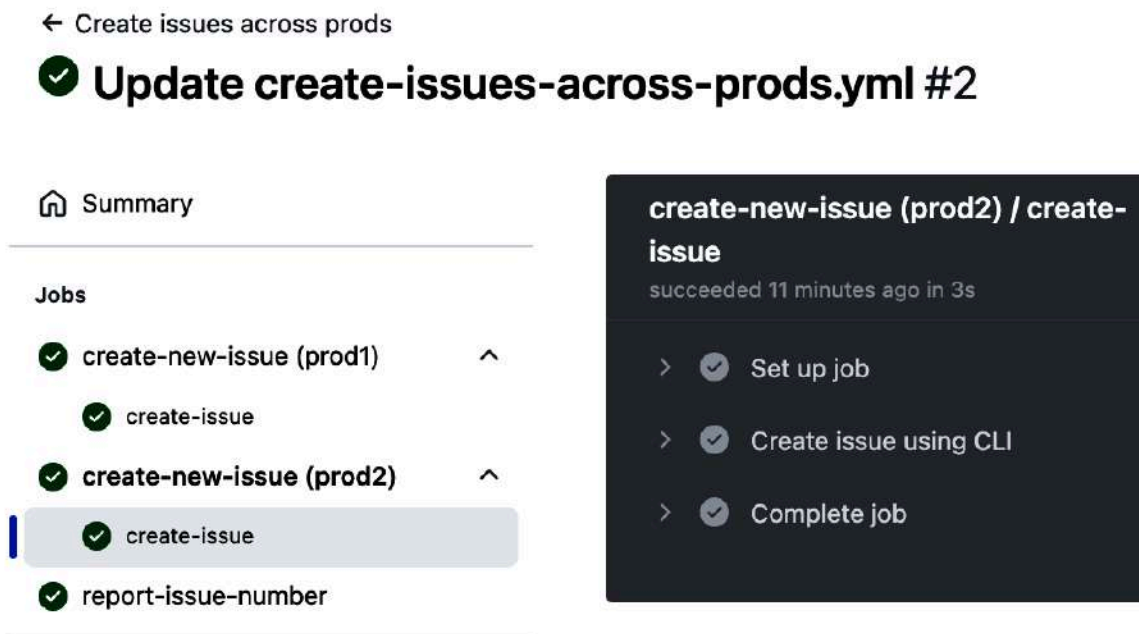 ← Create issues across prods
Update create-issues-across-prods.yml #2
Summary
Jobs
create-new-issue (prod1)
create-issue
create-new-issue (prod2)
create-issue
report-issue-number
create-new-issue (prod2) / create-
issue
succeeded 11 minutes ago in 3s
Set up job
Create issue using CLI
Complete job